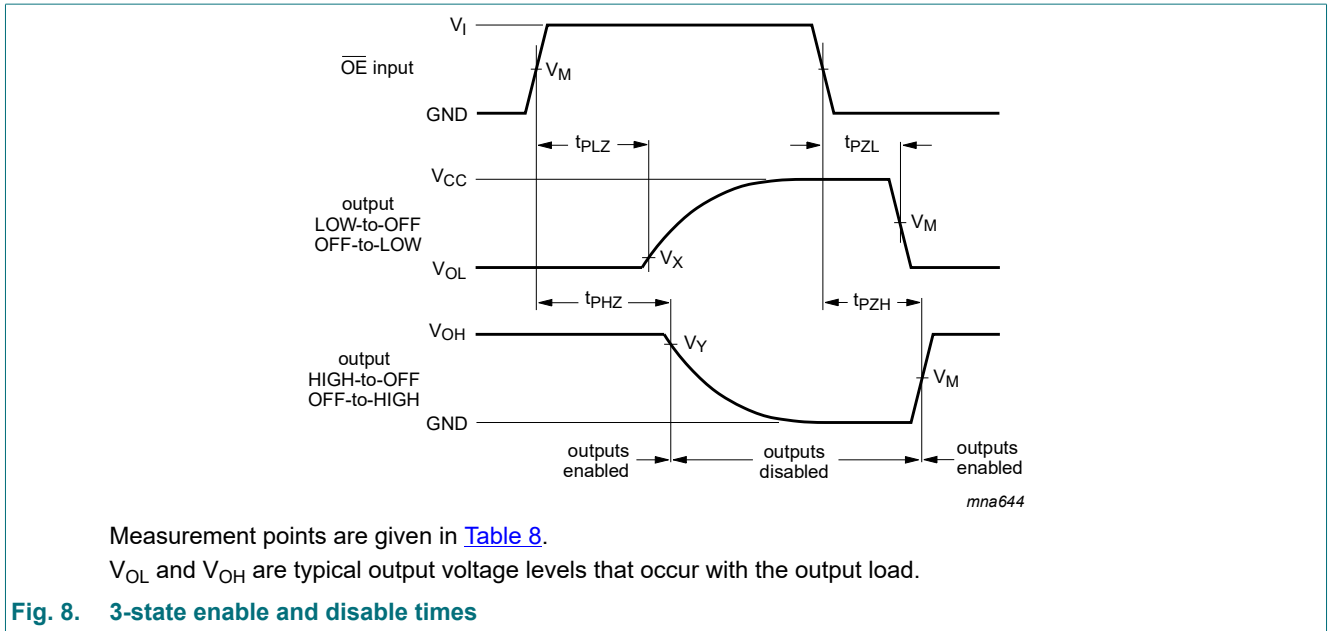 V_I
OE input
V_M
GND
t_PLZ
t_PZL
V_CC
output
LOW-to-OFF
OFF-to-LOW
V_M
V_X
V_OL
t_PHZ
t_PZH
V_OH
V_Y
output
HIGH-to-OFF
OFF-to-HIGH
V_M
GND
outputs
enabled
outputs
disabled
outputs
enabled
mna644
Measurement points are given in Table 8.
V_OL and V_OH are typical output voltage levels that occur with the output load.
Fig. 8. 3-state enable and disable times